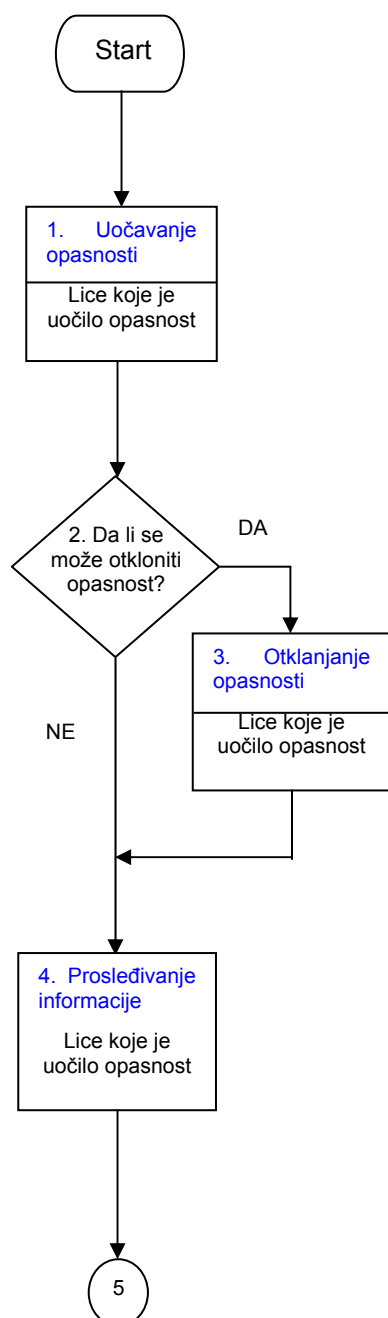 Start
1. Uočavanje
opasnosti
Lice koje je
uočilo opasnost
2. Da li se
može otkloniti
opasnost?
DA
3. Otklanjanje
opasnosti
Lice koje je
uočilo opasnost
NE
4. Prosleđivanje
informacije
Lice koje je
uočilo opasnost
5